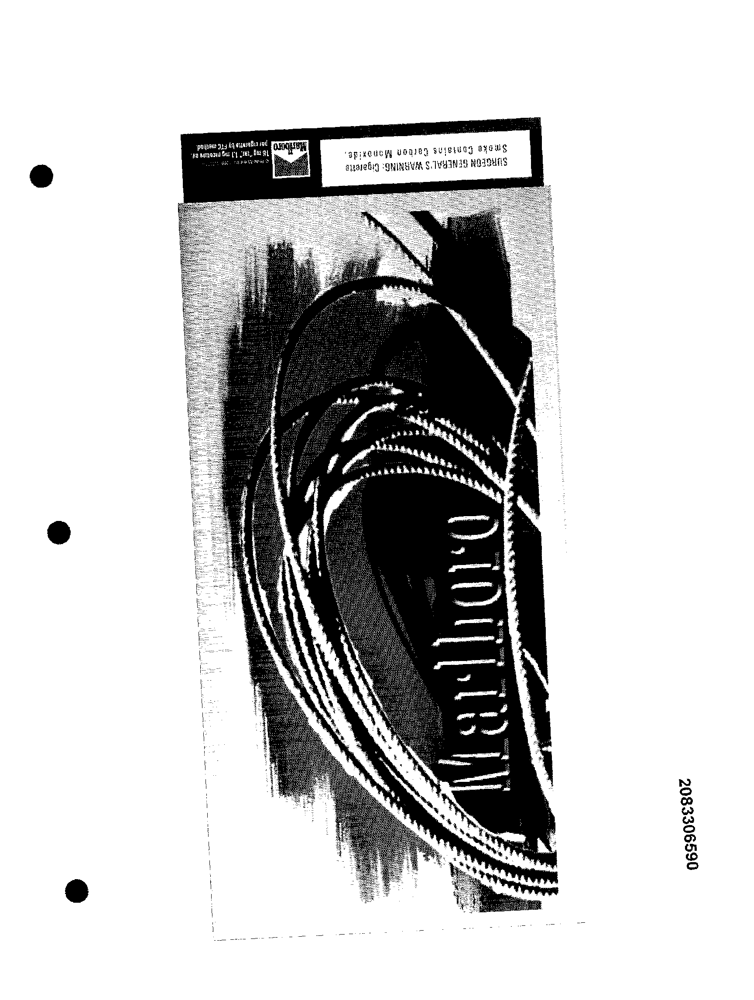 SURGEON GENERAL'S WARNING: Cigarette
Smoke Contains Carbon Monoxide.
Marlboro
16 mg "tar," 1.1 mg nicotine av.
per cigarette by FTC method.
Marlboro
2083306590